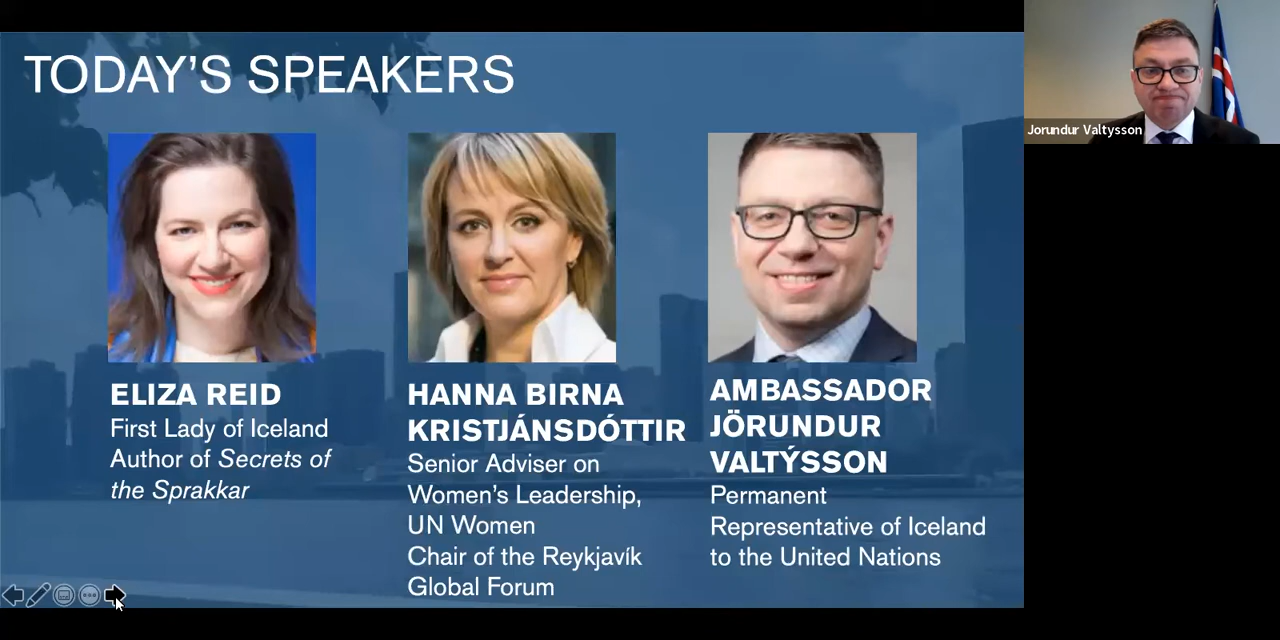 TODAY'S SPEAKERS
Jorundur Valtysson
ELIZA REID
First Lady of Iceland
Author of Secrets of
the Sprakkar
HANNA BIRNA
KRISTJÁNSDÓTTIR
Senior Adviser on
Women's Leadership,
UN Women
Chair of the Reykjavík
Global Forum
AMBASSADOR
JÖRUNDUR
VALTÝSSON
Permanent
Representative of Iceland
to the United Nations